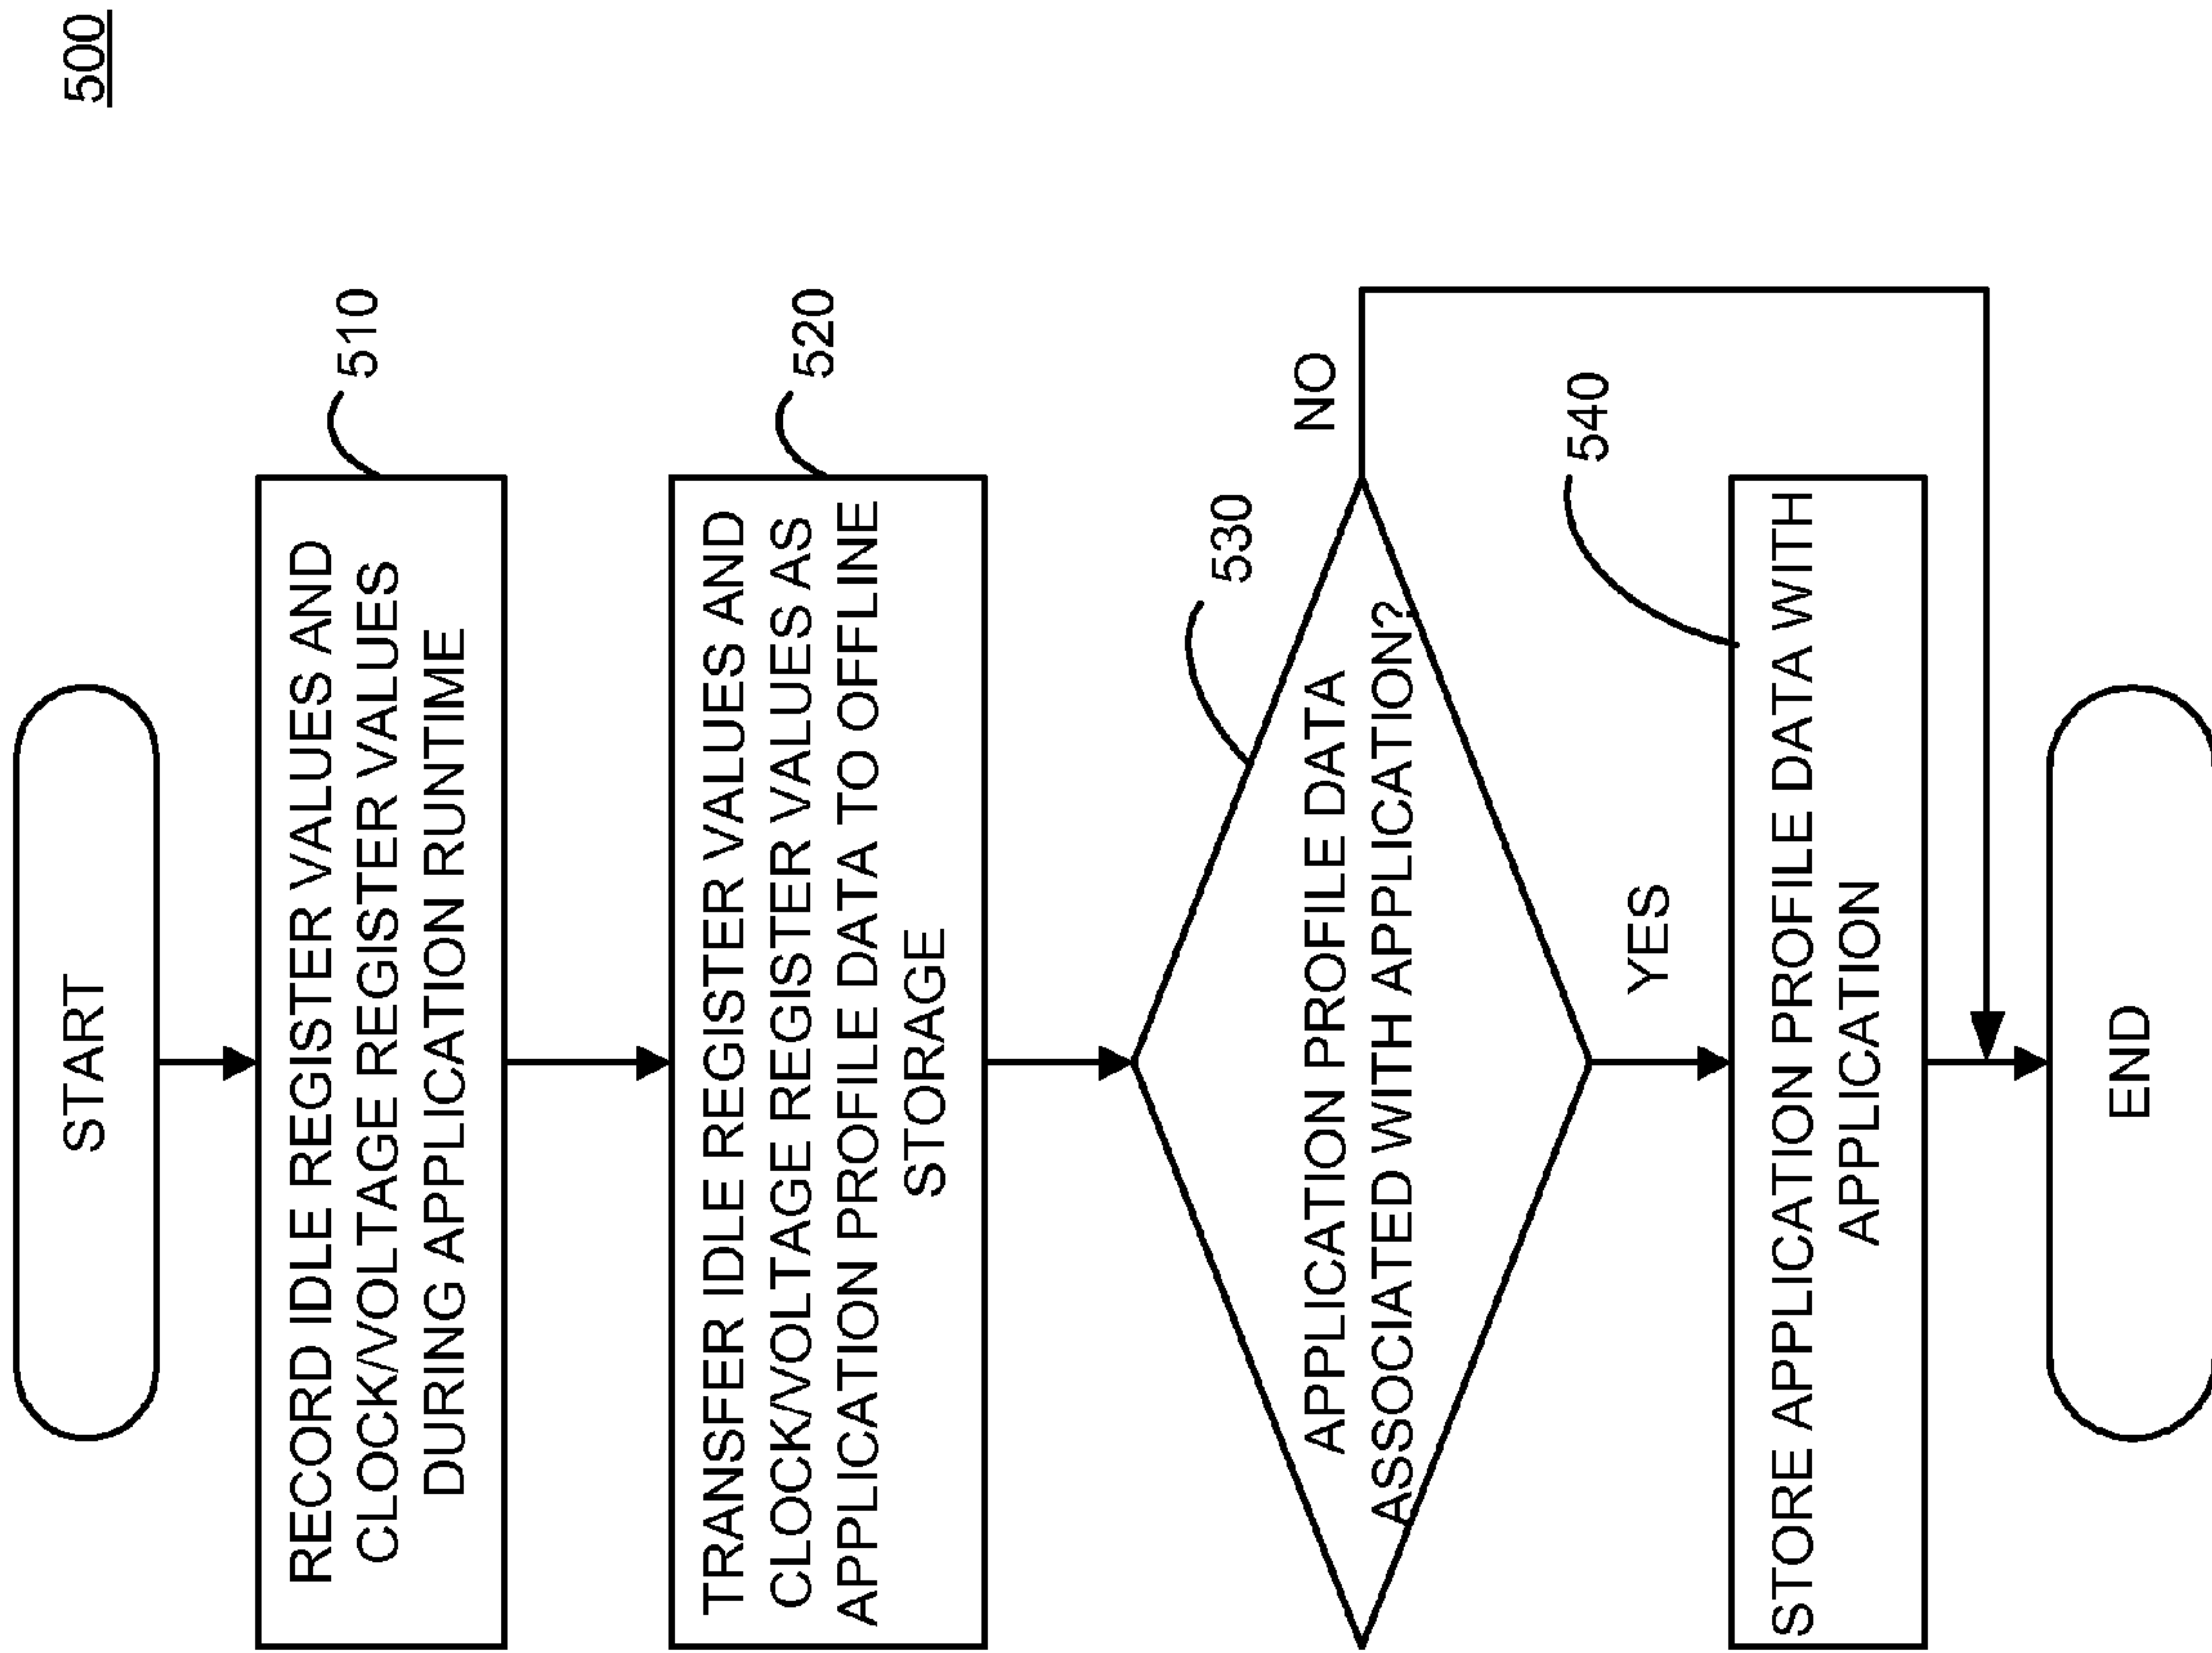 500
START
RECORD IDLE REGISTER VALUES AND
CLOCK/VOLTAGE REGISTER VALUES
DURING APPLICATION RUNTIME
510
TRANSFER IDLE REGISTER VALUES AND
CLOCK/VOLTAGE REGISTER VALUES AS
APPLICATION PROFILE DATA TO OFFLINE
STORAGE
520
APPLICATION PROFILE DATA
ASSOCIATED WITH APPLICATION?
530
NO
YES
540
STORE APPLICATION PROFILE DATA WITH
APPLICATION
END